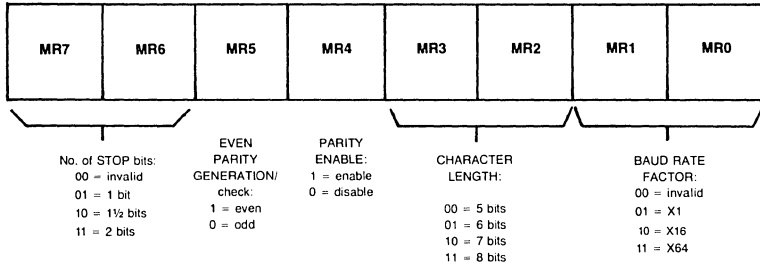 MR7 MR6 MR5 MR4 MR3 MR2 MR1 MR0
No. of STOP bits:
00 = invalid
01 = 1 bit
10 = 1½ bits
11 = 2 bits
EVEN
PARITY
GENERATION/
check:
1 = even
0 = odd
PARITY
ENABLE:
1 = enable
0 = disable
CHARACTER
LENGTH:
00 = 5 bits
01 = 6 bits
10 = 7 bits
11 = 8 bits
BAUD RATE
FACTOR:
00 = invalid
01 = X1
10 = X16
11 = X64